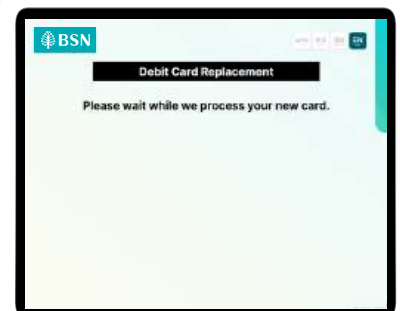 BSN
EN
Debit Card Replacement
Please wait while we process your new card.